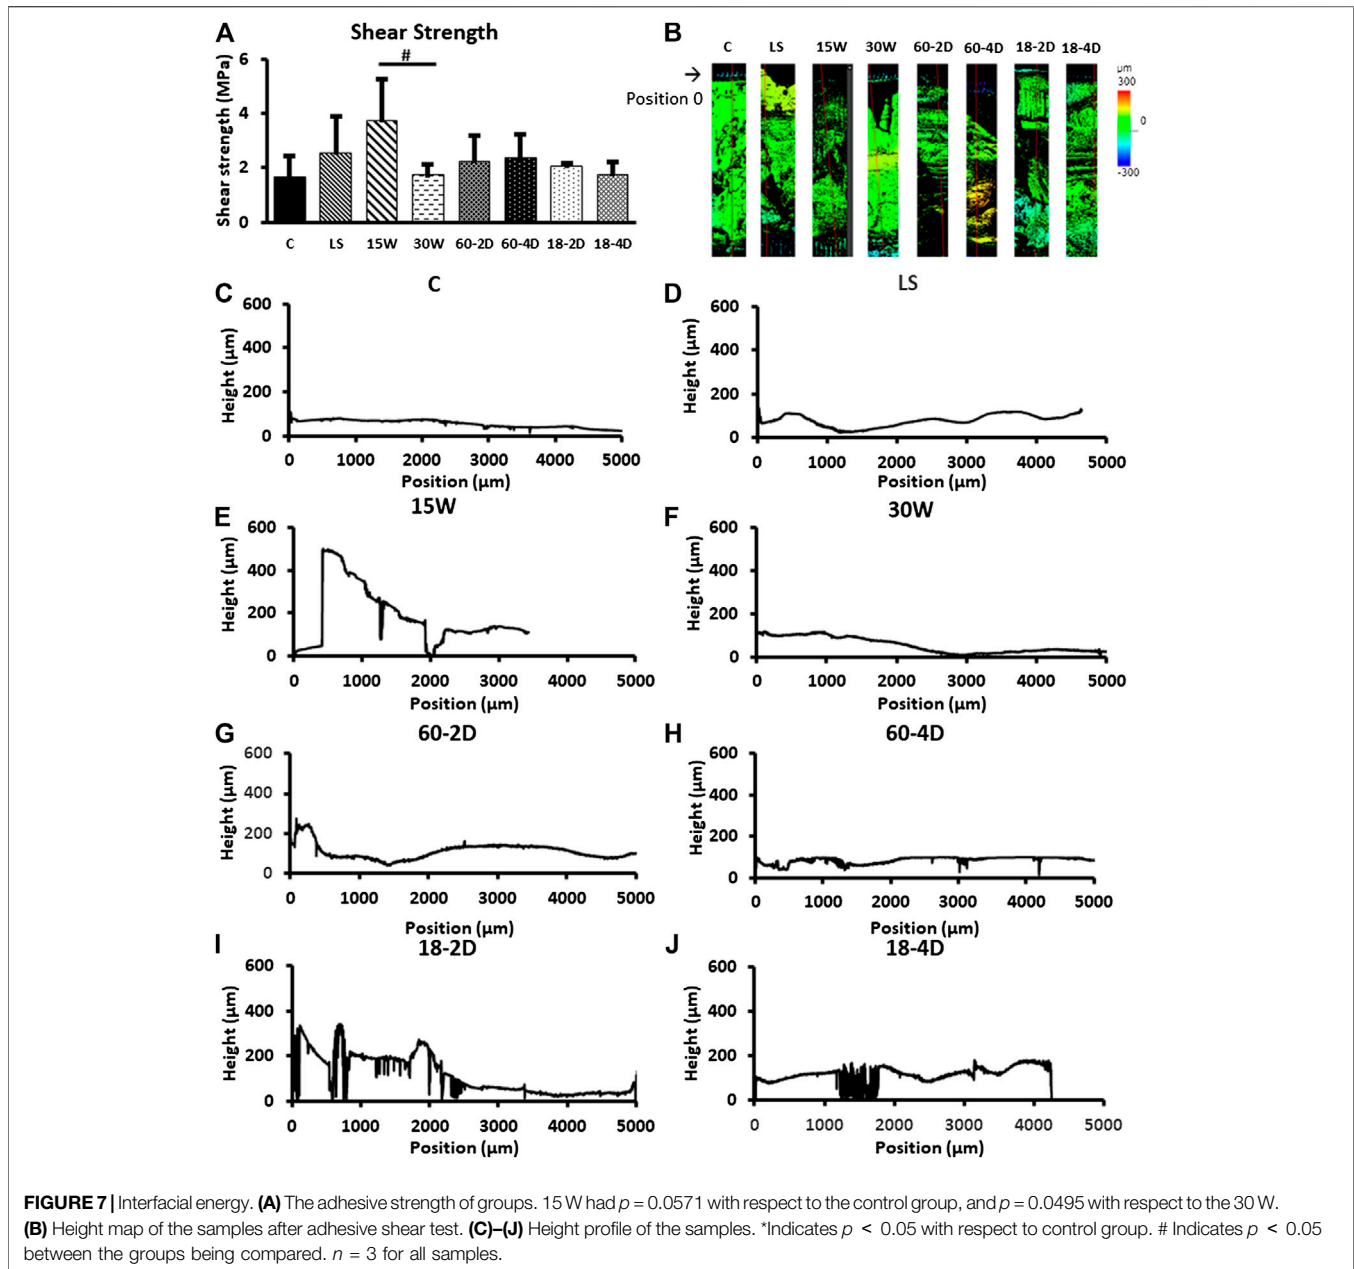 A
Shear Strength
#
Shear strength (MPa)
6
4
2
0
C LS 15W 30W 60-2D 60-4D 18-2D 18-4D
B
C LS 15W 30W 60-2D 60-4D 18-2D 18-4D
→
Position 0
µm
300
0
-300
C
C
Height (µm)
600
400
200
0
0 1000 2000 3000 4000 5000
Position (µm)
D
LS
Height (µm)
600
400
200
0
0 1000 2000 3000 4000 5000
Position (µm)
E
15W
Height (µm)
600
400
200
0
0 1000 2000 3000 4000 5000
Position (µm)
F
30W
Height (µm)
600
400
200
0
0 1000 2000 3000 4000 5000
Position (µm)
G
60-2D
Height (µm)
600
400
200
0
0 1000 2000 3000 4000 5000
Position (µm)
H
60-4D
Height (µm)
600
400
200
0
0 1000 2000 3000 4000 5000
Position (µm)
I
18-2D
Height (µm)
600
400
200
0
0 1000 2000 3000 4000 5000
Position (µm)
J
18-4D
Height (µm)
600
400
200
0
0 1000 2000 3000 4000 5000
Position (µm)
FIGURE 7 | Interfacial energy. (A) The adhesive strength of groups. 15 W had p = 0.0571 with respect to the control group, and p = 0.0495 with respect to the 30 W.
(B) Height map of the samples after adhesive shear test. (C)–(J) Height profile of the samples. *Indicates p < 0.05 with respect to control group. # Indicates p < 0.05
between the groups being compared. n = 3 for all samples.